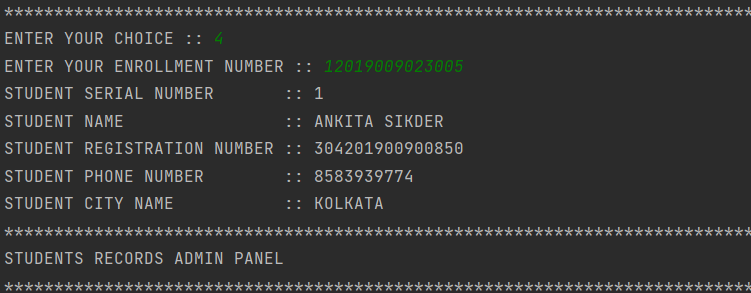 ***************************************************************************
ENTER YOUR CHOICE :: 4
ENTER YOUR ENROLLMENT NUMBER :: 12019009023005
STUDENT SERIAL NUMBER       :: 1
STUDENT NAME                :: ANKITA SIKDER
STUDENT REGISTRATION NUMBER :: 304201900900850
STUDENT PHONE NUMBER        :: 8583939774
STUDENT CITY NAME           :: KOLKATA
***************************************************************************
STUDENTS RECORDS ADMIN PANEL
***************************************************************************